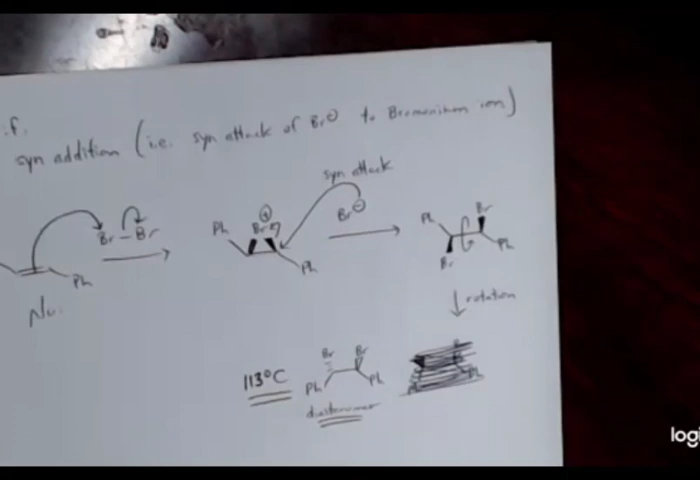 if.
syn addition (i.e. syn attack of Br⊖ to Bromonium ion)
syn attack
Ph Br ⊕ Br⊖ Ph Br
Br–Br
Ph Ph Br Ph
Nu:
rotation
113°C Br Br
Ph Ph
diastereomer
logi